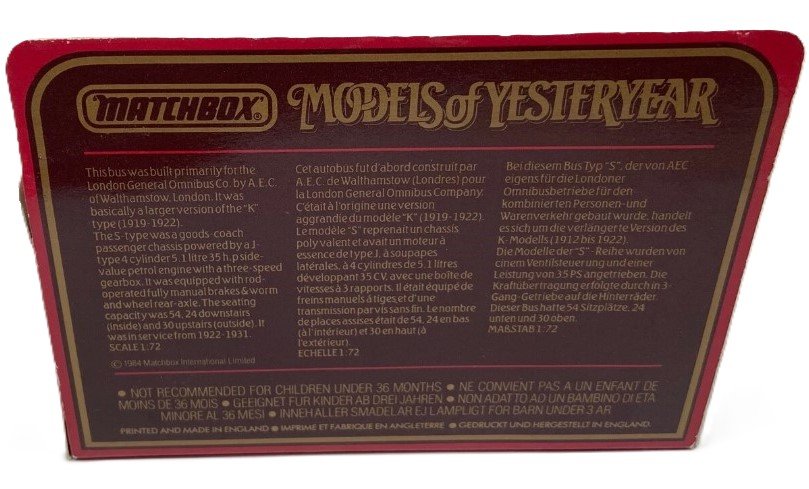 MATCHBOX®
MODELS of YESTERYEAR
This bus was built primarily for the
London General Omnibus Co. by A.E.C.
of Walthamstow, London. It was
basically a larger version of the "K"
type (1919-1922).
The S-type was a goods-coach
passenger chassis powered by a J-
type 4 cylinder 5.1 litre 35 h.p side-
value petrol engine with a three-speed
gearbox. It was equipped with rod-
operated fully manual brakes & worm
and wheel rear-axle. The seating
capacity was 54, 24 downstairs
(inside) and 30 upstairs (outside). It
was in service from 1922-1931.
SCALE 1:72
© 1984 Matchbox International Limited
Cet autobus fut d'abord construit par
A.E.C. de Walthamstow (Londres) pour
la London General Omnibus Company.
C'était à l'origine une version
aggrandie du modèle "K" (1919-1922).
Le modèle "S" reprenait un chassis
poly valent et avait un moteur à
essence de type J, à soupapes
latérales, à 4 cylindres de 5.1 litres
développant 35 CV, avec une boîte de
vitesses à 3 rapports. Il était équipé de
freins manuels à tiges et d'une
transmission par vis sans fin. Le nombre
de places assises était de 54, 24 en bas
(à l'intérieur) et 30 en haut (à
l'extérieur).
ECHELLE 1:72
Bei diesem Bus Typ "S", der von AEC
eigens für die Londoner
Omnibusbetriebe für den
kombinierten Personen- und
Warenverkehr gebaut wurde, handelt
es sich um die verlängerte Version des
K-Modells (1912 bis 1922).
Die Modelle der "S"-Reihe wurden von
einem Ventilsteuerung und einer
Leistung von 35 PS angetrieben. Die
Kraftübertragung erfolgte durch in 3-
Gang-Getriebe auf die Hinterräder.
Dieser Bus hatte 54 Sitzplätze, 24
unten und 30 oben.
MAẞSTAB 1:72
● NOT RECOMMENDED FOR CHILDREN UNDER 36 MONTHS ● NE CONVIENT PAS A UN ENFANT DE
MOINS DE 36 MOIS ● GEEIGNET FUR KINDER AB DREI JAHREN ● NON ADATTO AD UN BAMBINO DI ETA
MINORE AL 36 MESI ● INNEHALLER SMADELAR EJ LAMPLIGT FOR BARN UNDER 3 AR
PRINTED AND MADE IN ENGLAND ● IMPRIMÉ ET FABRIQUE EN ANGLETERRE ● GEDRUCKT UND HERGESTELLT IN ENGLAND.